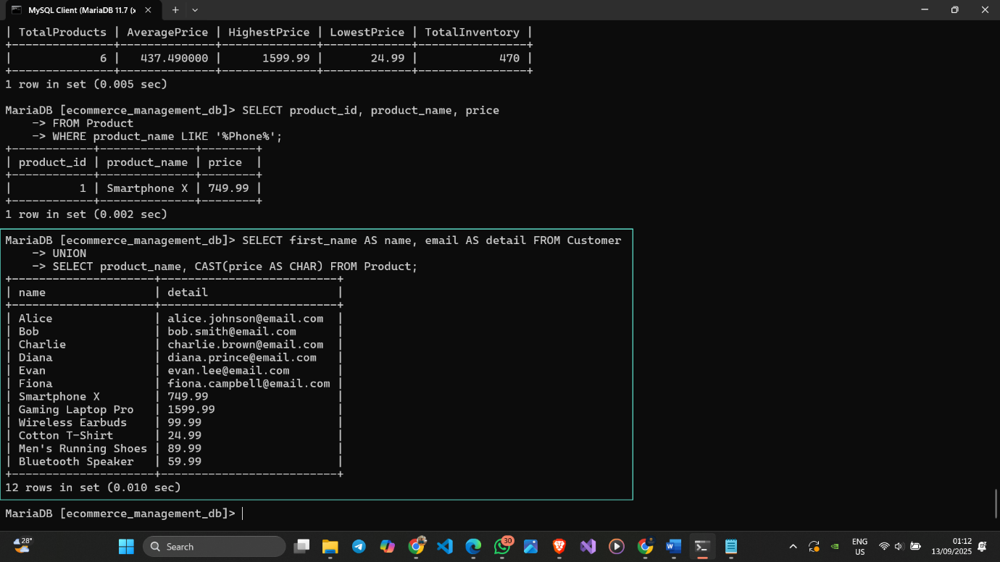 MySQL Client (MariaDB 11.7 (x
| TotalProducts | AveragePrice | HighestPrice | LowestPrice | TotalInventory |
+---------------+--------------+--------------+-------------+----------------+
|             6 |   437.490000 |      1599.99 |       24.99 |            470 |
+---------------+--------------+--------------+-------------+----------------+
1 row in set (0.005 sec)
MariaDB [ecommerce_management_db]> SELECT product_id, product_name, price
    -> FROM Product
    -> WHERE product_name LIKE '%Phone%';
+------------+--------------+--------+
| product_id | product_name | price  |
+------------+--------------+--------+
|          1 | Smartphone X | 749.99 |
+------------+--------------+--------+
1 row in set (0.002 sec)
MariaDB [ecommerce_management_db]> SELECT first_name AS name, email AS detail FROM Customer
    -> UNION
    -> SELECT product_name, CAST(price AS CHAR) FROM Product;
+---------------------+--------------------------+
| name                | detail                   |
+---------------------+--------------------------+
| Alice               | alice.johnson@email.com  |
| Bob                 | bob.smith@email.com      |
| Charlie             | charlie.brown@email.com  |
| Diana               | diana.prince@email.com   |
| Evan                | evan.lee@email.com       |
| Fiona               | fiona.campbell@email.com |
| Smartphone X        | 749.99                   |
| Gaming Laptop Pro   | 1599.99                  |
| Wireless Earbuds    | 99.99                    |
| Cotton T-Shirt      | 24.99                    |
| Men's Running Shoes | 89.99                    |
| Bluetooth Speaker   | 59.99                    |
+---------------------+--------------------------+
12 rows in set (0.010 sec)
MariaDB [ecommerce_management_db]>
28°
Search
30
ENG
US
01:12
13/09/2025